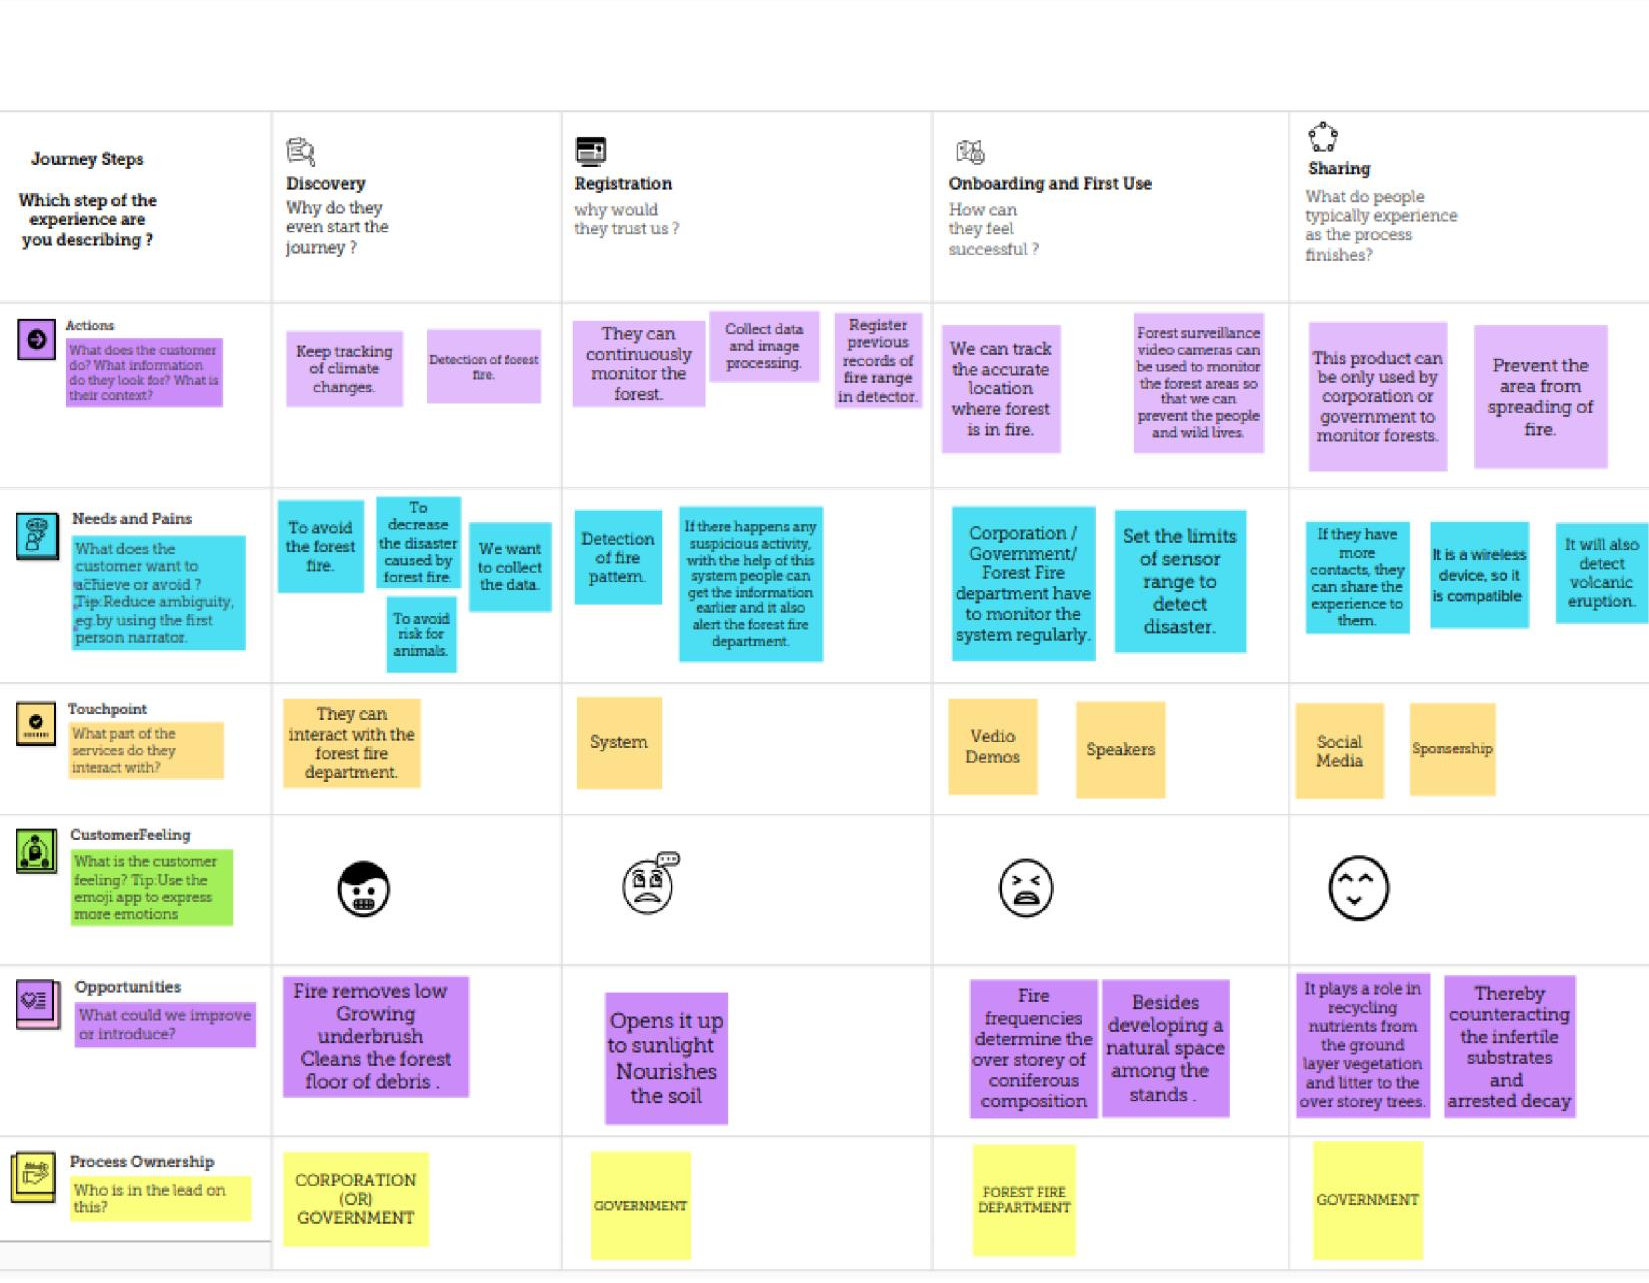 Journey Steps
Which step of the
experience are
you describing ?
Discovery
Why do they
even start the
journey ?
Registration
why would
they trust us ?
Onboarding and First Use
How can
they feel
successful ?
Sharing
What do people
typically experience
as the process
finishes?
Actions
What does the customer
do? What information
do they look for? What is
their context?
Keep tracking
of climate
changes.
Detection of forest
fire.
They can
continuously
monitor the
forest.
Collect data
and image
processing.
Register
previous
records of
fire range
in detector.
We can track
the accurate
location
where forest
is in fire.
Forest surveillance
video cameras can
be used to monitor
the forest areas so
that we can
prevent the people
and wild lives.
This product can
be only used by
corporation or
government to
monitor forests.
Prevent the
area from
spreading of
fire.
Needs and Pains
What does the
customer want to
achieve or avoid ?
Tip:Reduce ambiguity,
eg.by using the first
person narrator.
To avoid
the forest
fire.
To
decrease
the disaster
caused by
forest fire.
We want
to collect
the data.
To avoid
risk for
animals.
Detection
of fire
pattern.
If there happens any
suspicious activity,
with the help of this
system people can
get the information
earlier and it also
alert the forest fire
department.
Corporation /
Government/
Forest Fire
department have
to monitor the
system regularly.
Set the limits
of sensor
range to
detect
disaster.
If they have
more
contacts, they
can share the
experience to
them.
It is a wireless
device, so it
is compatible
It will also
detect
volcanic
eruption.
Touchpoint
What part of the
services do they
interact with?
They can
interact with the
forest fire
department.
System
Vedio
Demos
Speakers
Social
Media
Sponsership
CustomerFeeling
What is the customer
feeling? Tip:Use the
emoji app to express
more emotions
Opportunities
What could we improve
or introduce?
Fire removes low
Growing
underbrush
Cleans the forest
floor of debris .
Opens it up
to sunlight
Nourishes
the soil
Fire
frequencies
determine the
over storey of
coniferous
composition
Besides
developing a
natural space
among the
stands .
It plays a role in
recycling
nutrients from
the ground
layer vegetation
and litter to the
over storey trees.
Thereby
counteracting
the infertile
substrates
and
arrested decay
Process Ownership
Who is in the lead on
this?
CORPORATION
(OR)
GOVERNMENT
GOVERNMENT
FOREST FIRE
DEPARTMENT
GOVERNMENT